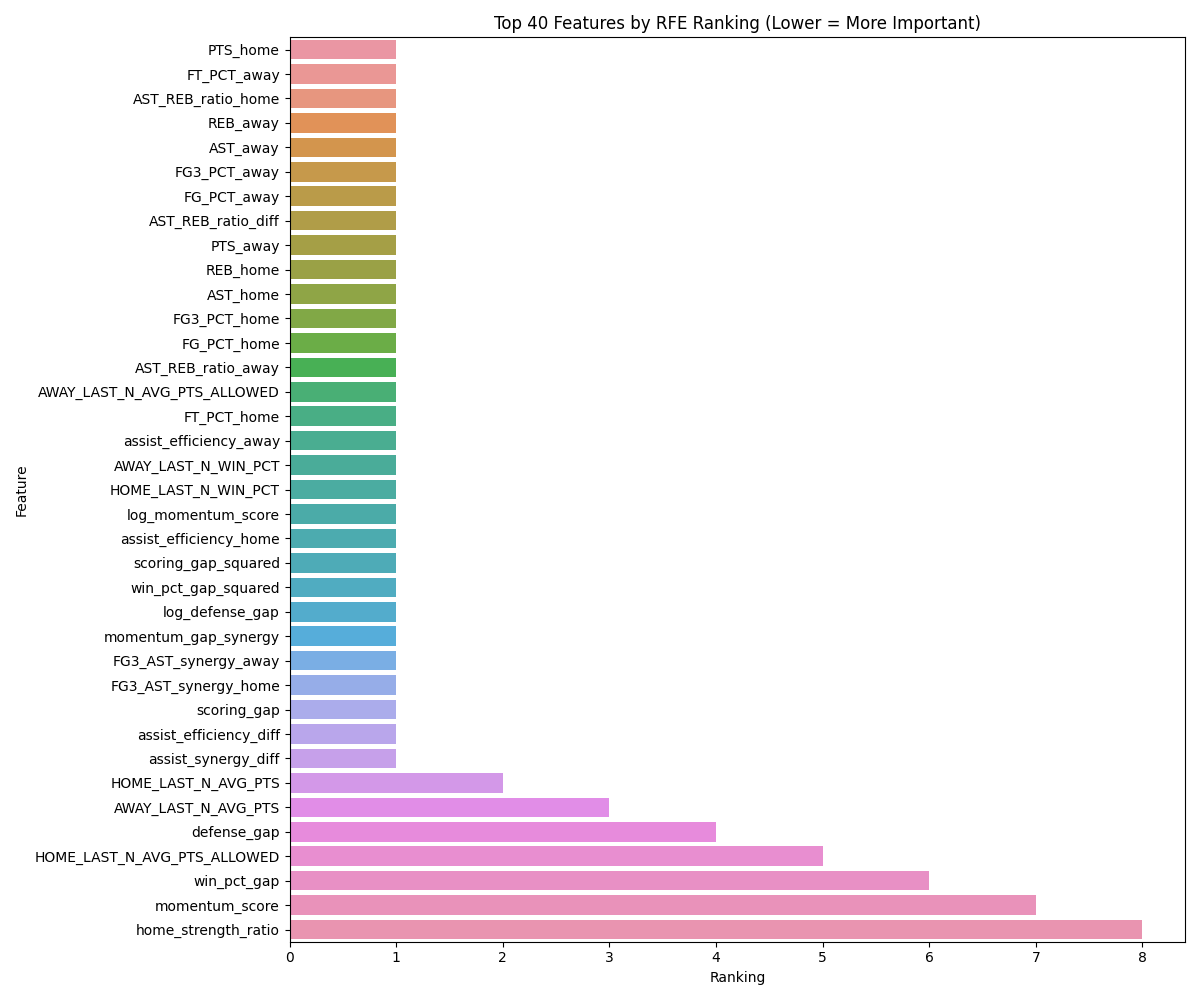 Top 40 Features by RFE Ranking (Lower = More Important)
PTS_home
FT_PCT_away
AST_REB_ratio_home
REB_away
AST_away
FG3_PCT_away
FG_PCT_away
AST_REB_ratio_diff
PTS_away
REB_home
AST_home
FG3_PCT_home
FG_PCT_home
AST_REB_ratio_away
AWAY_LAST_N_AVG_PTS_ALLOWED
FT_PCT_home
assist_efficiency_away
AWAY_LAST_N_WIN_PCT
HOME_LAST_N_WIN_PCT
log_momentum_score
assist_efficiency_home
scoring_gap_squared
win_pct_gap_squared
log_defense_gap
momentum_gap_synergy
FG3_AST_synergy_away
FG3_AST_synergy_home
scoring_gap
assist_efficiency_diff
assist_synergy_diff
HOME_LAST_N_AVG_PTS
AWAY_LAST_N_AVG_PTS
defense_gap
HOME_LAST_N_AVG_PTS_ALLOWED
win_pct_gap
momentum_score
home_strength_ratio
Feature
0 1 2 3 4 5 6 7 8
Ranking